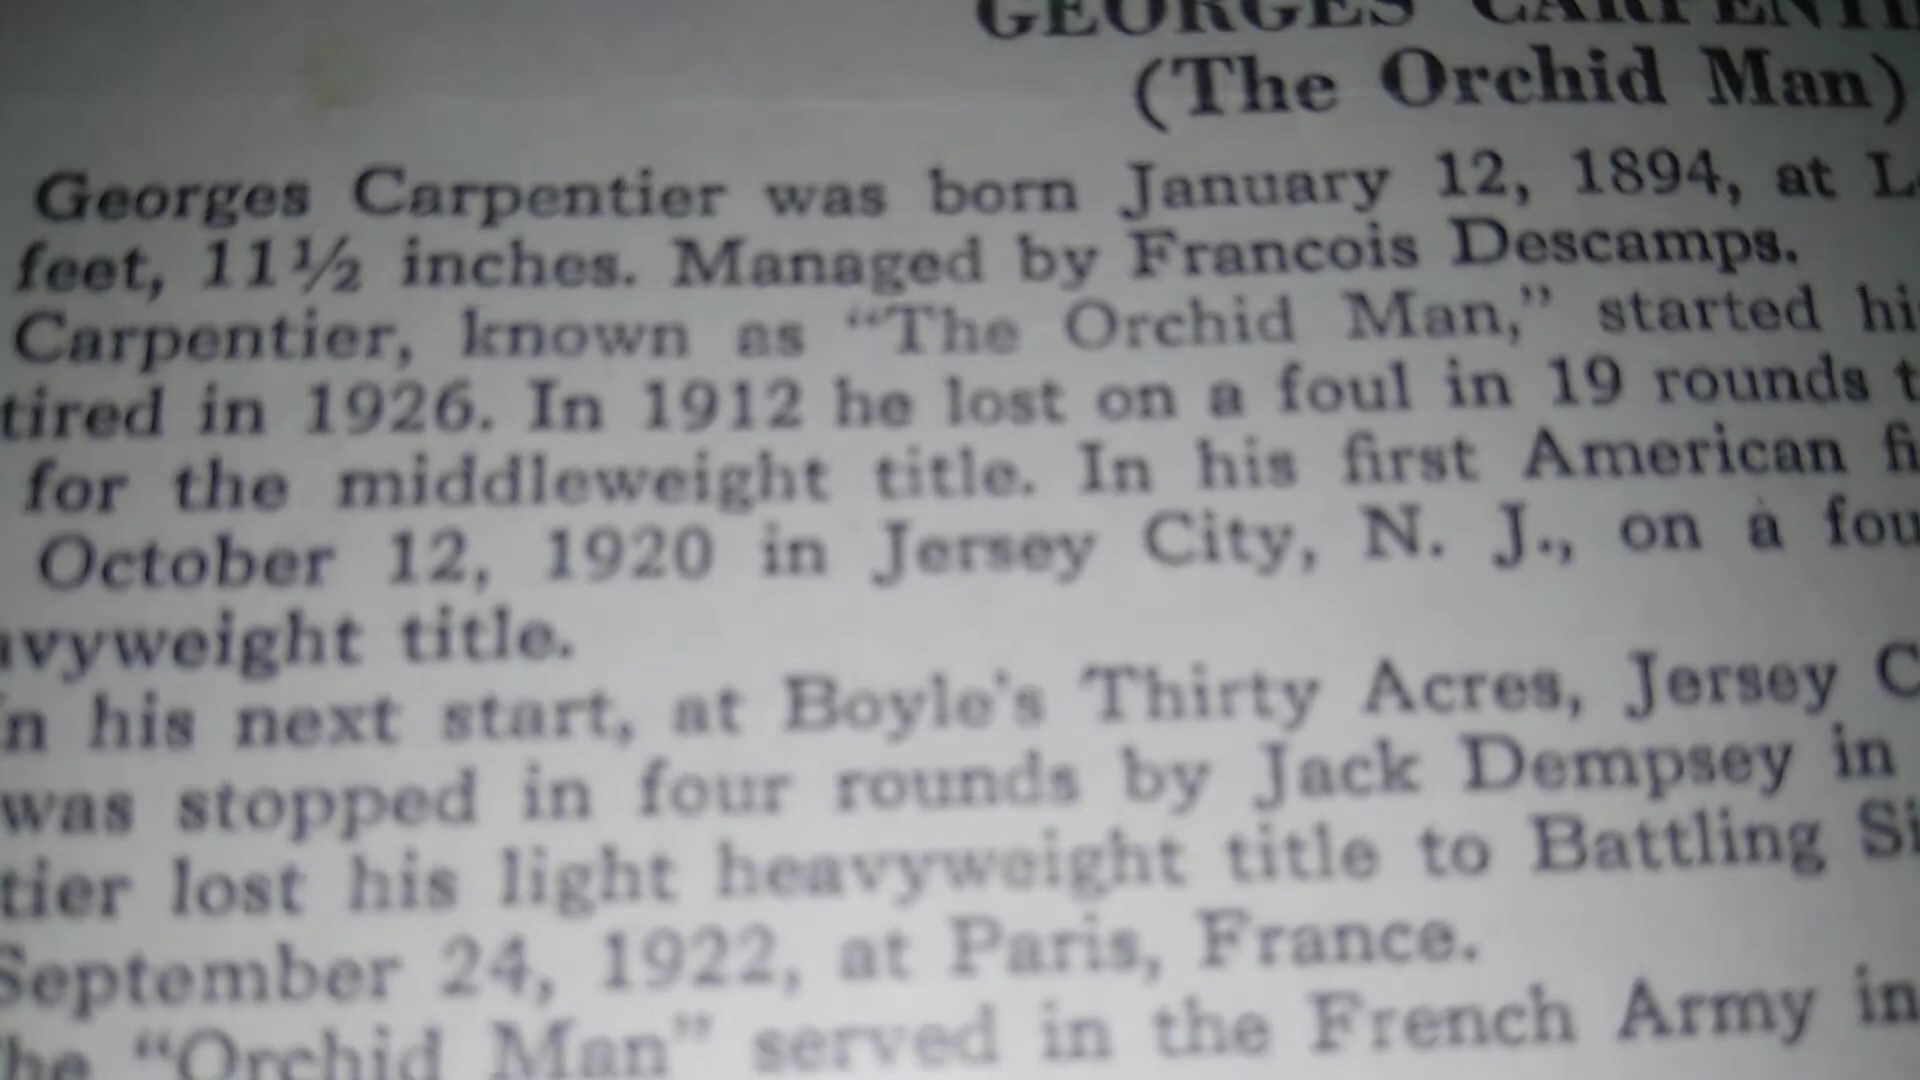 GEORGES
(The Orchid Man)
Georges Carpentier was born January 12, 1894, at
feet, 11½ inches. Managed by Francois Descamps.
Carpentier, known as "The Orchid Man," started
tired in 1926. In 1912 he lost on a foul in 19 rounds
for the middleweight title. In his first American
October 12, 1920 in Jersey City, N. J., on a
avyweight title.
n his next start, at Boyle's Thirty Acres, Jersey
was stopped in four rounds by Jack Dempsey in
tier lost his light heavyweight title to Battling
September 24, 1922, at Paris, France.
he "Orchid Man" served in the French Army in